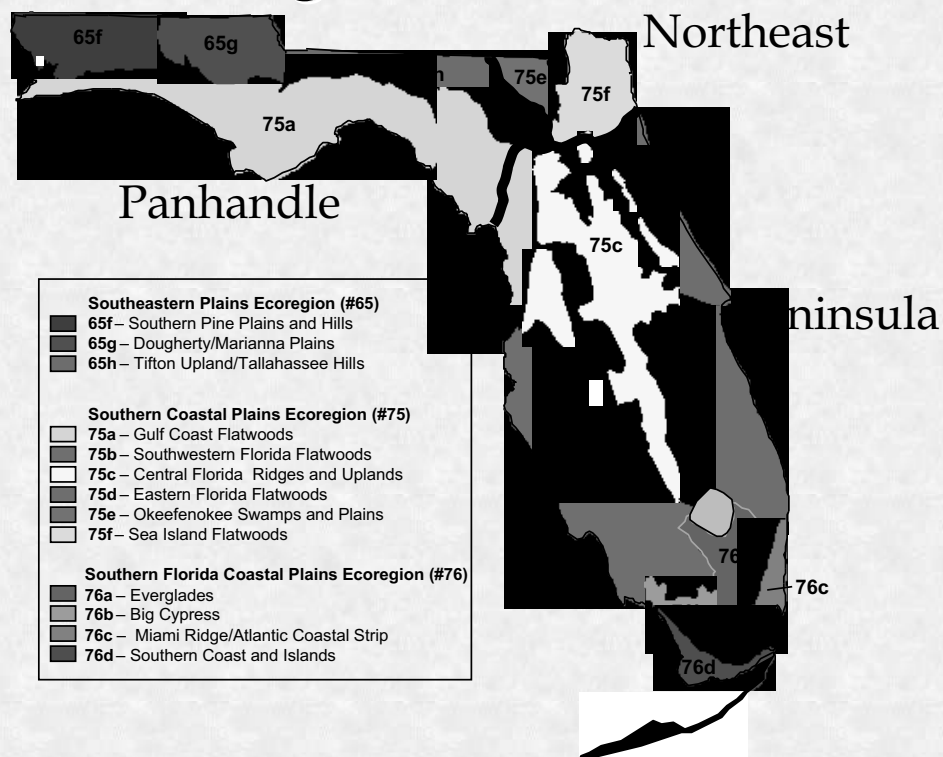 Northeast
65f
65g
75e
75f
75a
Panhandle
75c
ninsula
Southeastern Plains Ecoregion (#65)
65f – Southern Pine Plains and Hills
65g – Dougherty/Marianna Plains
65h – Tifton Upland/Tallahassee Hills
Southern Coastal Plains Ecoregion (#75)
75a – Gulf Coast Flatwoods
75b – Southwestern Florida Flatwoods
75c – Central Florida Ridges and Uplands
75d – Eastern Florida Flatwoods
75e – Okeefenokee Swamps and Plains
75f – Sea Island Flatwoods
Southern Florida Coastal Plains Ecoregion (#76)
76a – Everglades
76b – Big Cypress
76c – Miami Ridge/Atlantic Coastal Strip
76d – Southern Coast and Islands
76
76c
76d